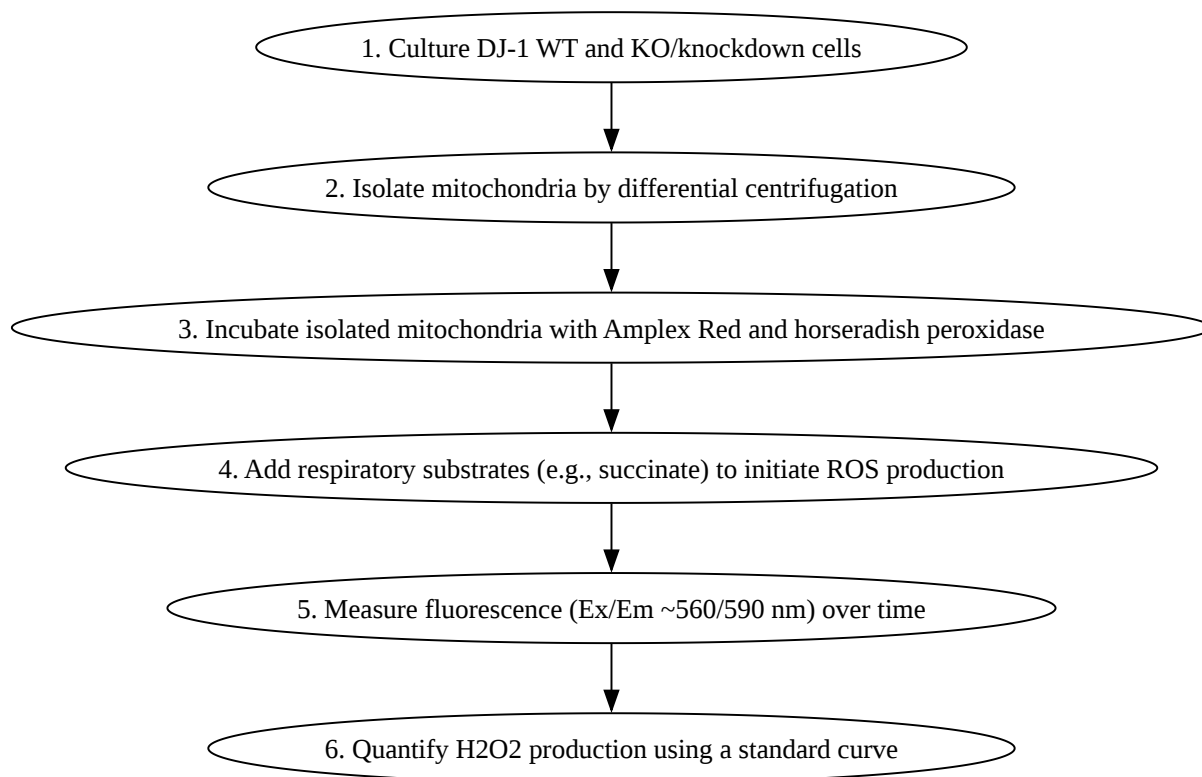 1. Culture DJ-1 WT and KO/knockdown cells
2. Isolate mitochondria by differential centrifugation
3. Incubate isolated mitochondria with Amplex Red and horseradish peroxidase
4. Add respiratory substrates (e.g., succinate) to initiate ROS production
5. Measure fluorescence (Ex/Em ~560/590 nm) over time
6. Quantify H2O2 production using a standard curve